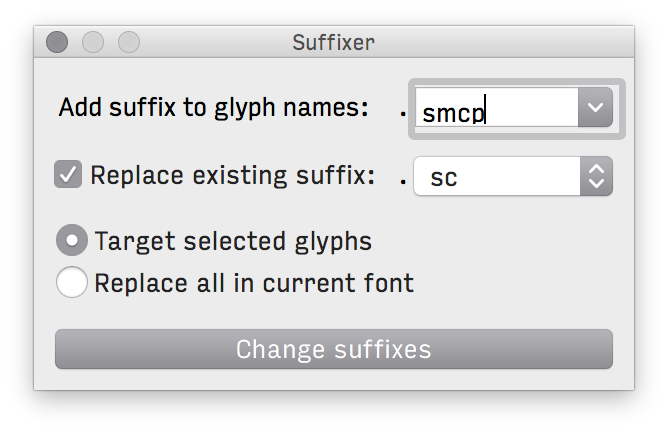 Suffixer
Add suffix to glyph names: . smcp
Replace existing suffix: . sc
Target selected glyphs
Replace all in current font
Change suffixes